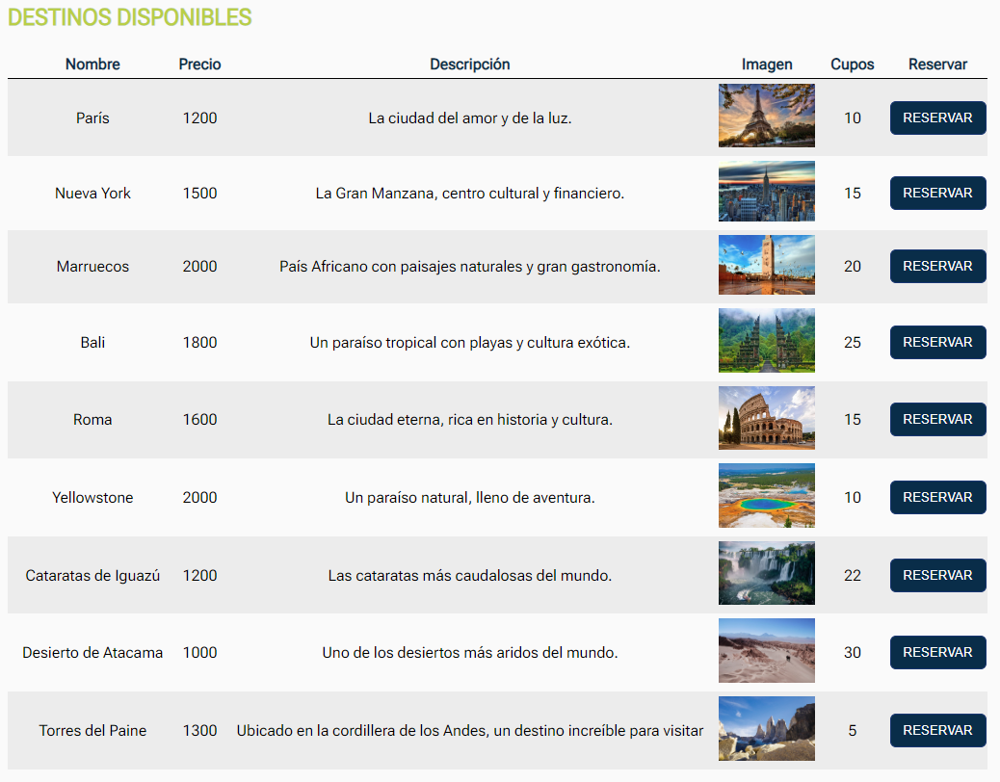 DESTINOS DISPONIBLES
Nombre Precio Descripción Imagen Cupos Reservar
París 1200 La ciudad del amor y de la luz. 10 RESERVAR
Nueva York 1500 La Gran Manzana, centro cultural y financiero. 15 RESERVAR
Marruecos 2000 País Africano con paisajes naturales y gran gastronomía. 20 RESERVAR
Bali 1800 Un paraíso tropical con playas y cultura exótica. 25 RESERVAR
Roma 1600 La ciudad eterna, rica en historia y cultura. 15 RESERVAR
Yellowstone 2000 Un paraíso natural, lleno de aventura. 10 RESERVAR
Cataratas de Iguazú 1200 Las cataratas más caudalosas del mundo. 22 RESERVAR
Desierto de Atacama 1000 Uno de los desiertos más aridos del mundo. 30 RESERVAR
Torres del Paine 1300 Ubicado en la cordillera de los Andes, un destino increíble para visitar 5 RESERVAR